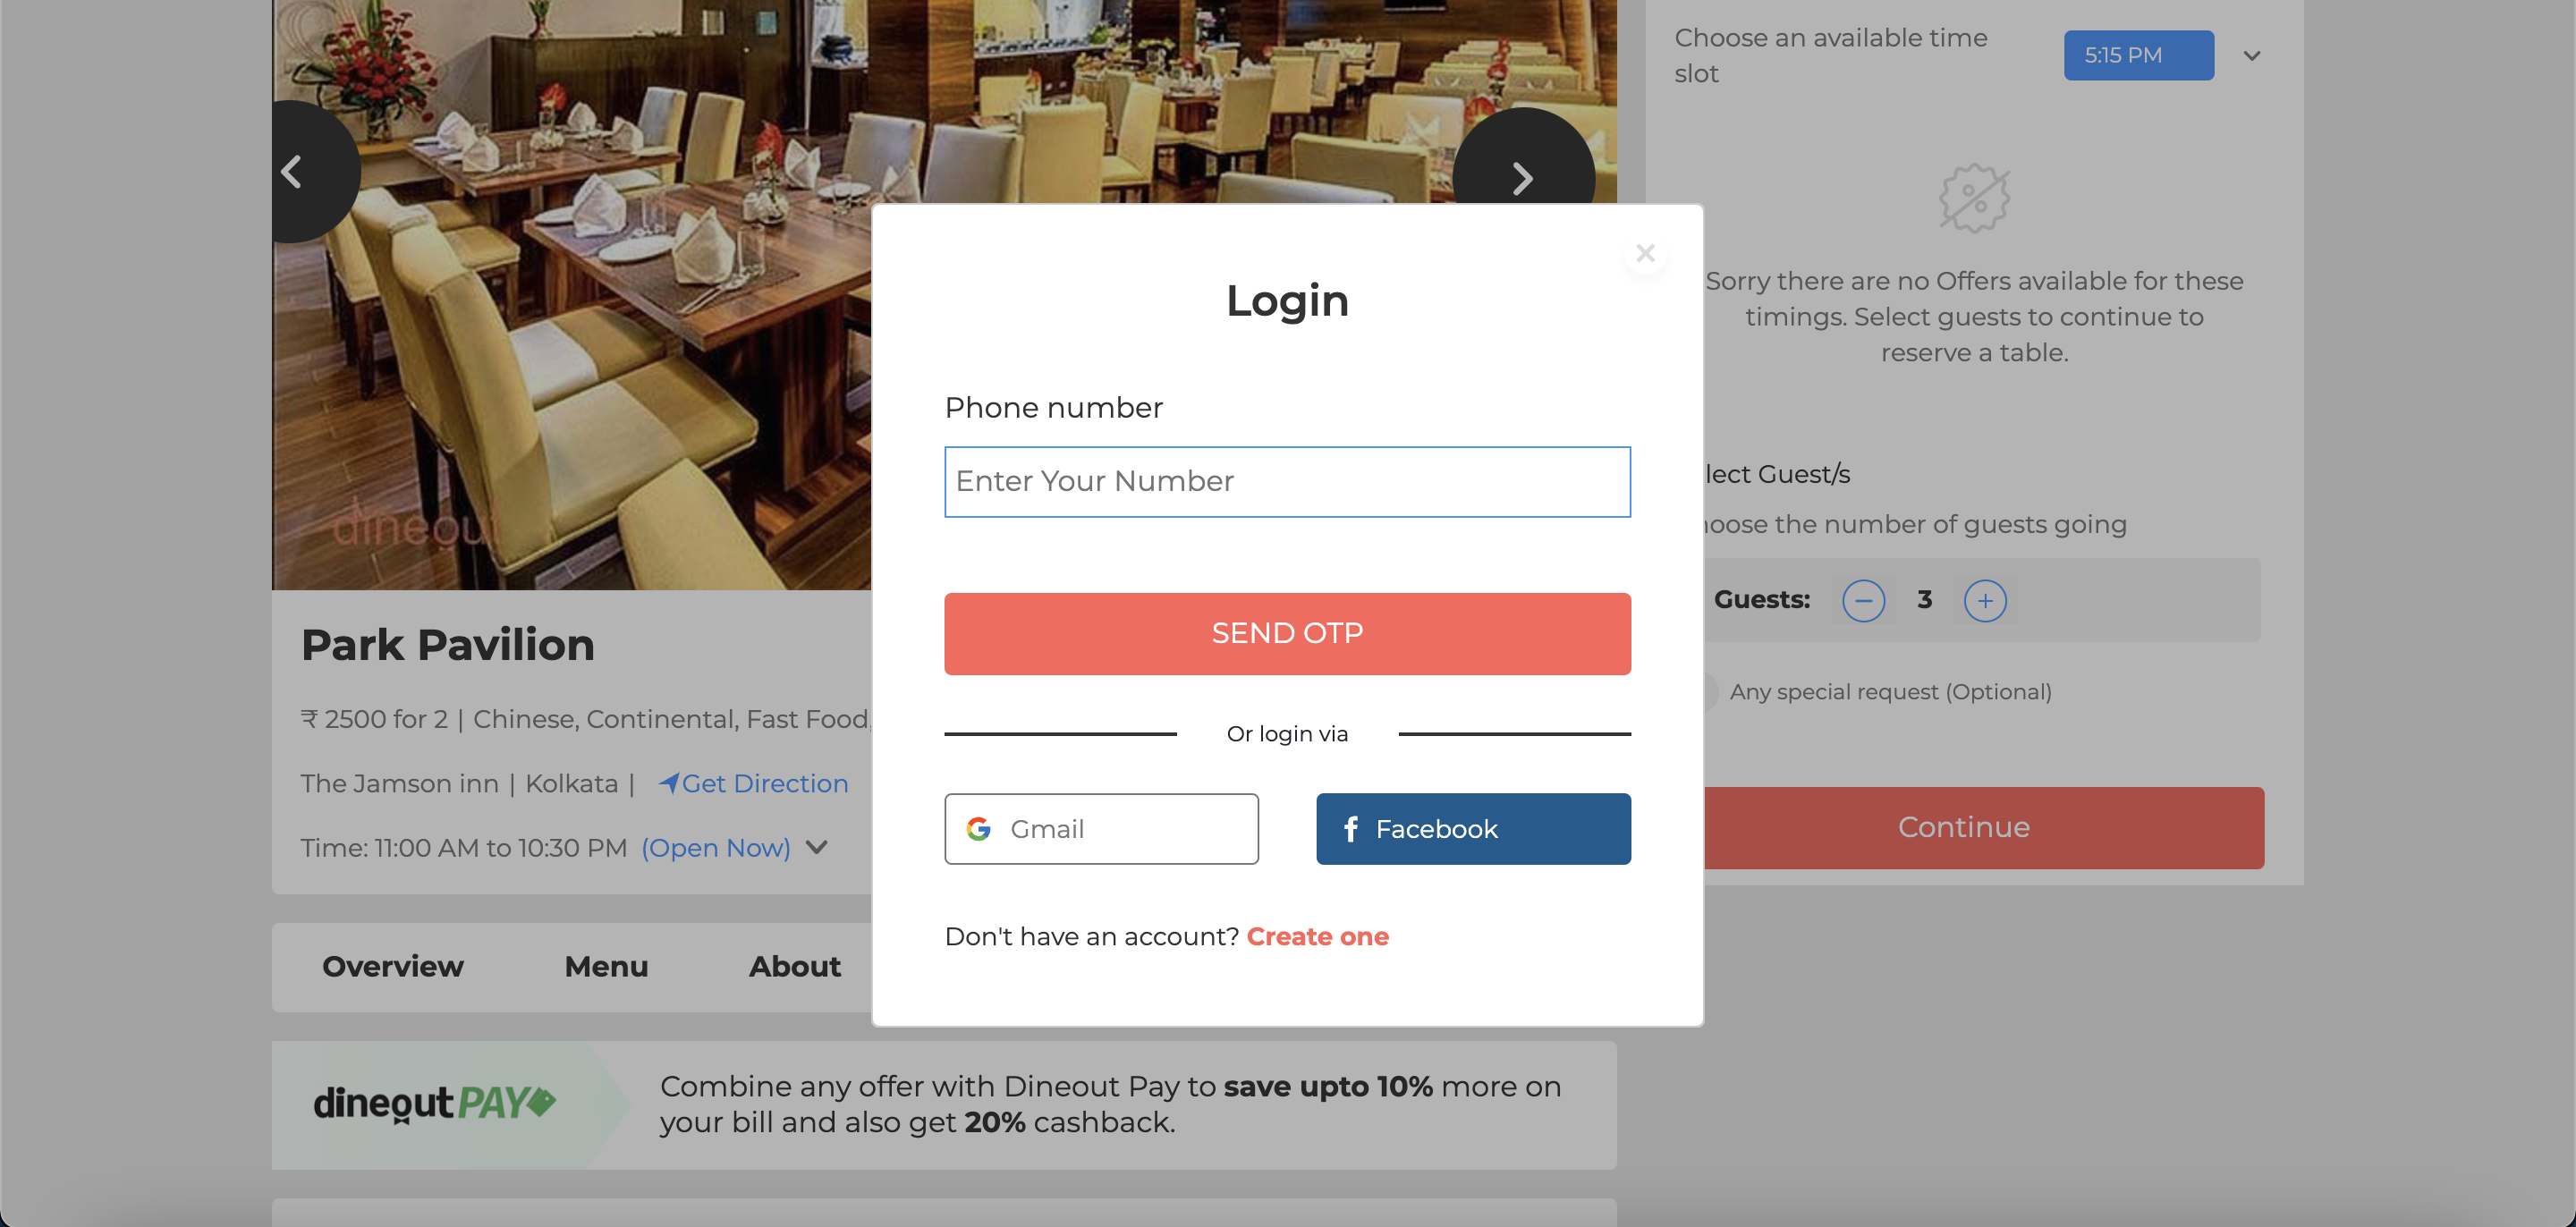 Choose an available time
slot
5:15 PM
Sorry there are no Offers available for these
timings. Select guests to continue to
reserve a table.
lect Guest/s
oose the number of guests going
Guests:
3
Any special request (Optional)
Continue
dineout
Park Pavilion
₹ 2500 for 2 | Chinese, Continental, Fast Food,
The Jamson inn | Kolkata | Get Direction
Time: 11:00 AM to 10:30 PM (Open Now)
Overview
Menu
About
dineout PAY
Combine any offer with Dineout Pay to save upto 10% more on
your bill and also get 20% cashback.
Login
Phone number
Enter Your Number
SEND OTP
Or login via
Gmail
Facebook
Don't have an account? Create one